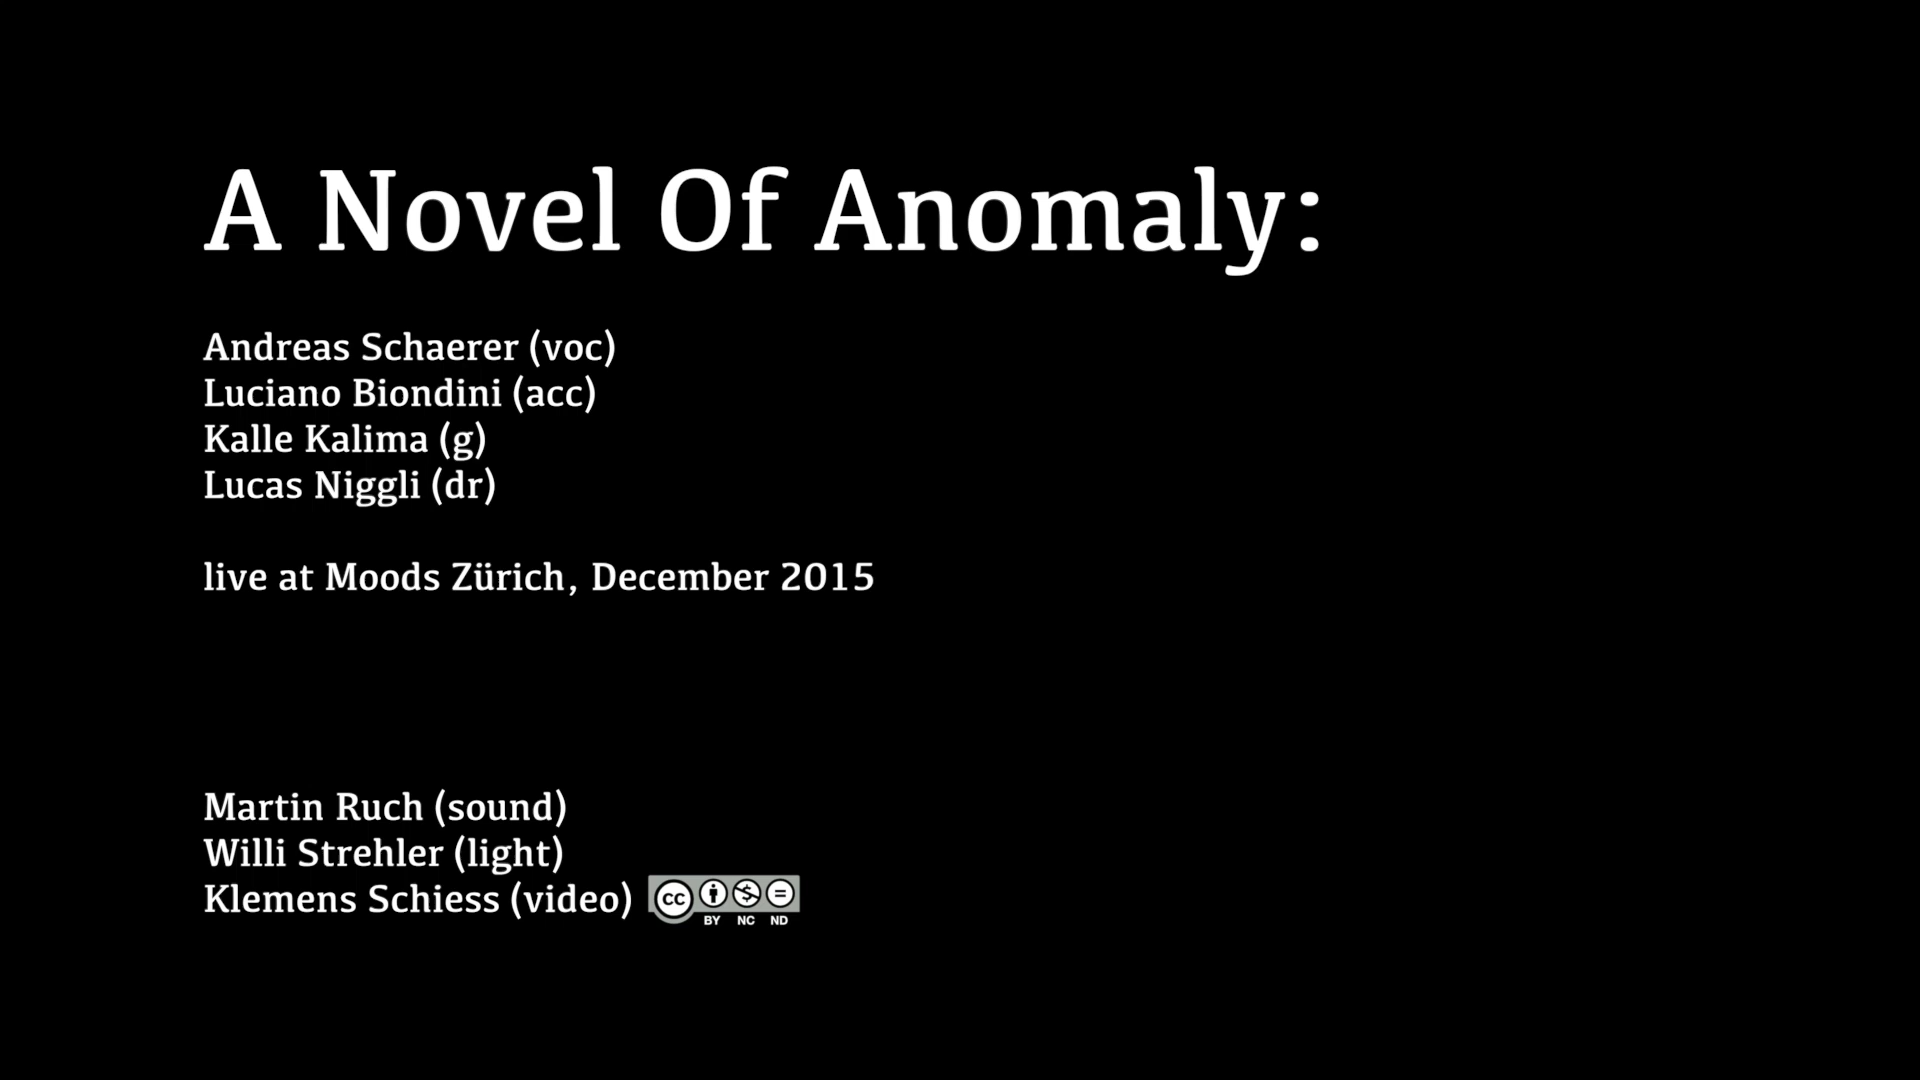 A Novel Of Anomaly:
Andreas Schaerer (voc)
Luciano Biondini (acc)
Kalle Kalima (g)
Lucas Niggli (dr)
live at Moods Zürich, December 2015
Martin Ruch (sound)
Willi Strehler (light)
Klemens Schiess (video) cc BY NC ND